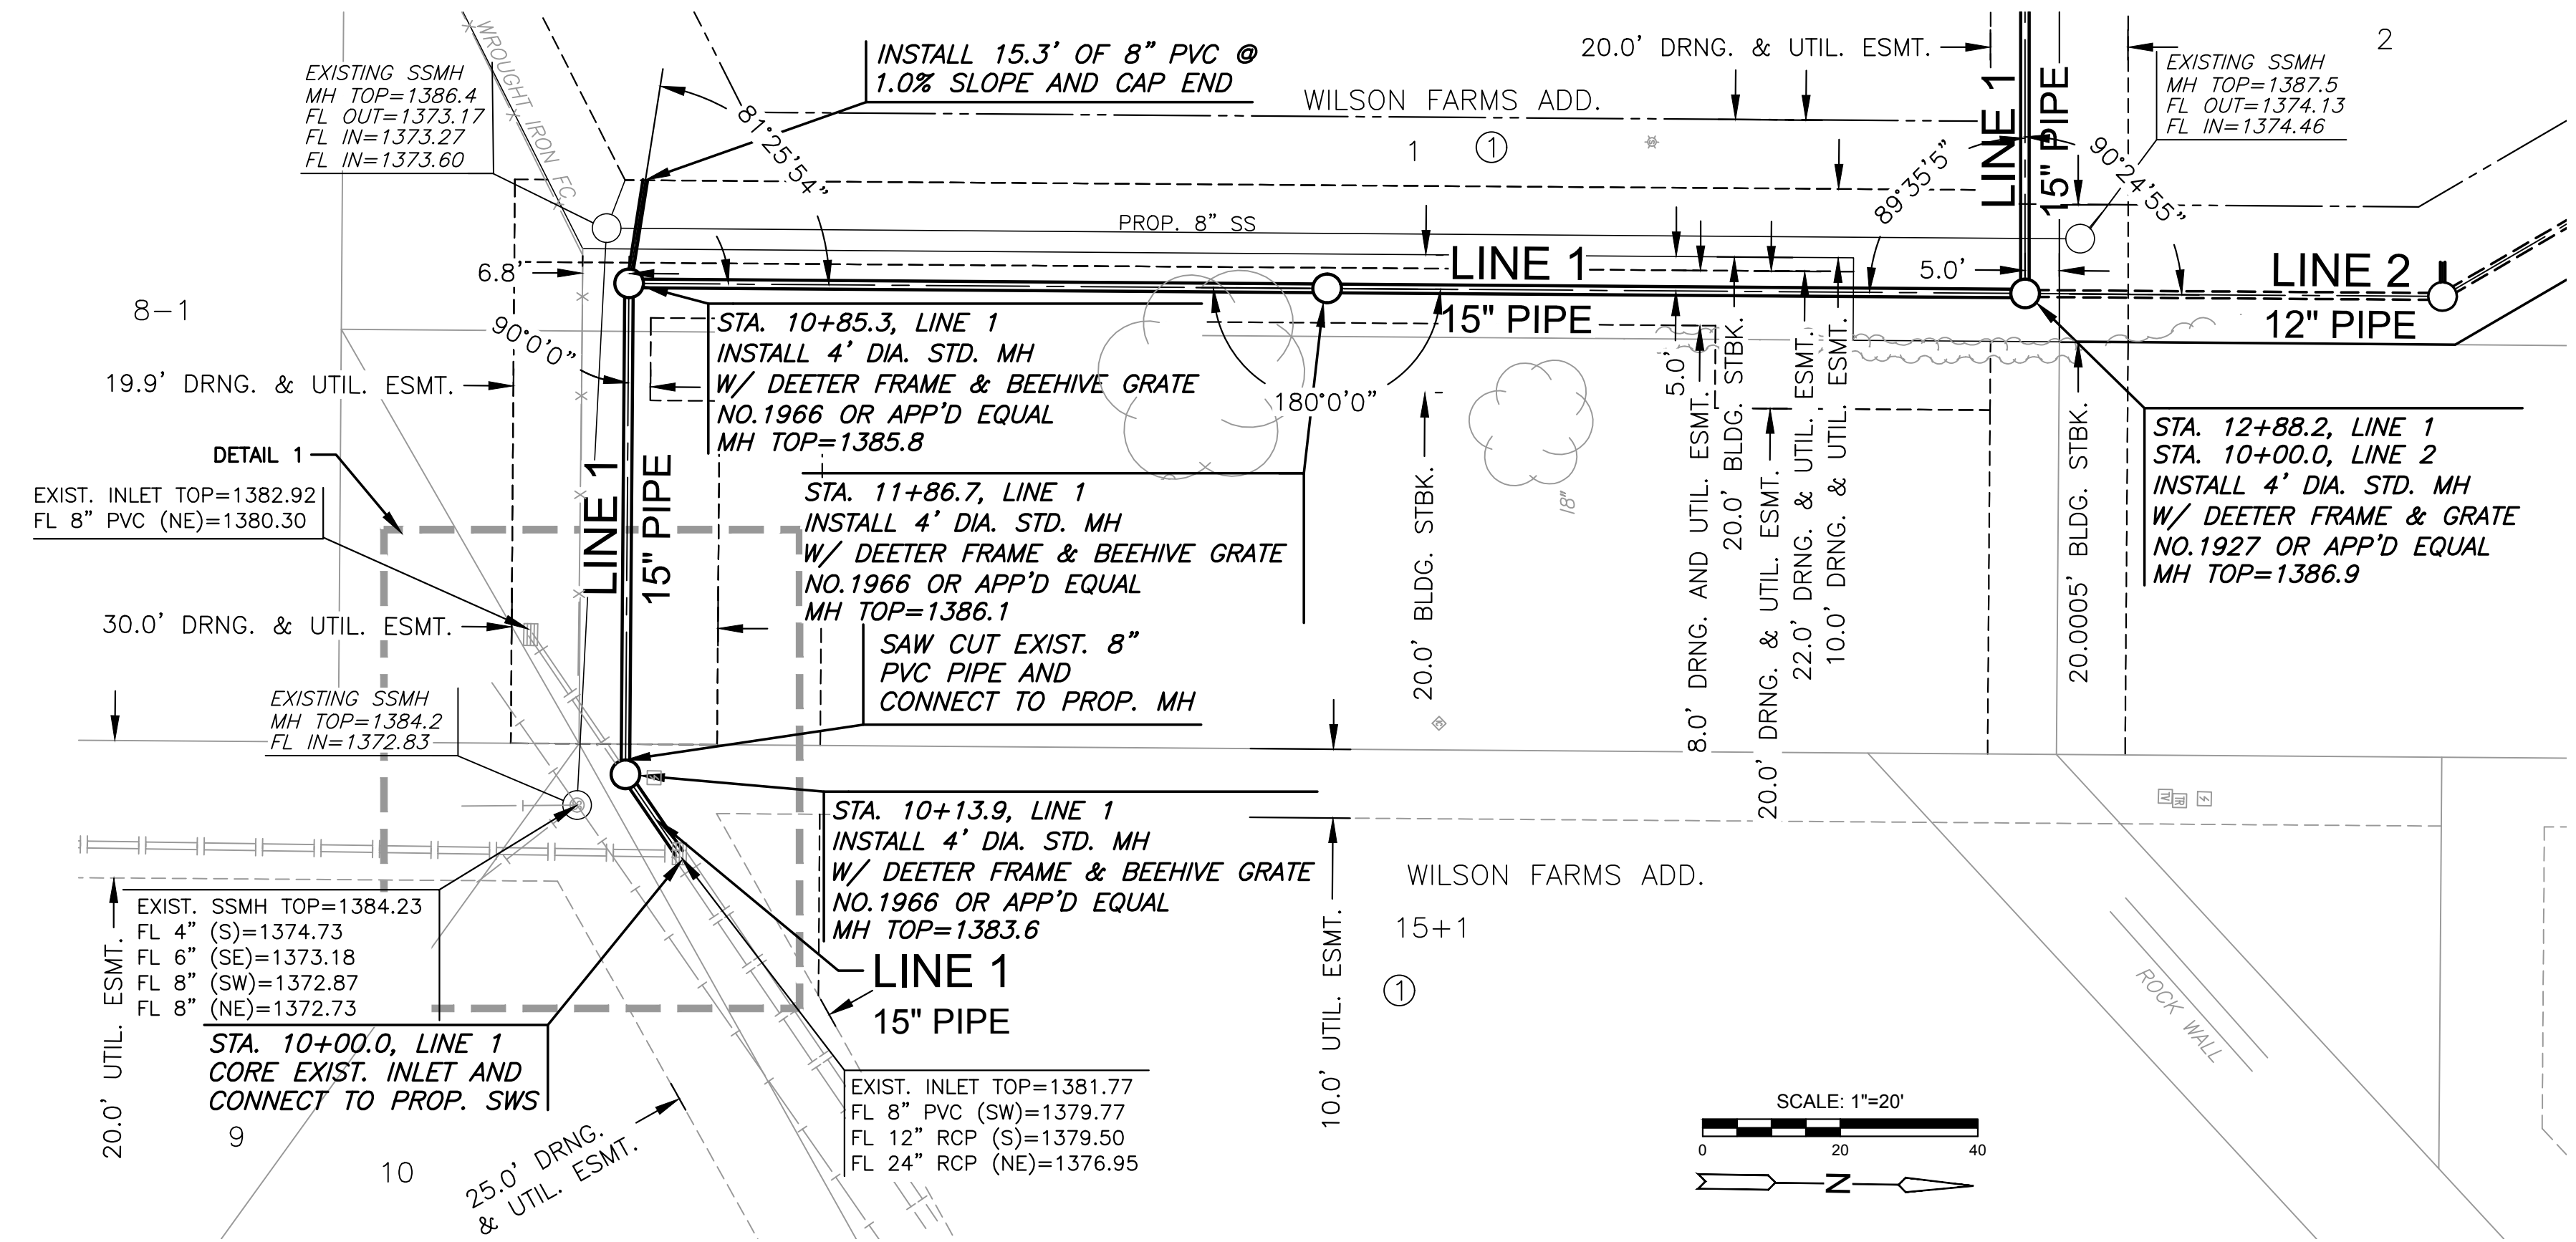 WROUGHT IRON FC
EXISTING SSMH
MH TOP=1386.4
FL OUT=1373.17
FL IN=1373.27
FL IN=1373.60
INSTALL 15.3' OF 8" PVC @
1.0% SLOPE AND CAP END
81°25'54"
WILSON FARMS ADD.
1
1
20.0' DRNG. & UTIL. ESMT.
LINE 1
15" PIPE
2
EXISTING SSMH
MH TOP=1387.5
FL OUT=1374.13
FL IN=1374.46
89°35'5"
90°24'55"
PROP. 8" SS
6.8'
LINE 1
15" PIPE
5.0'
LINE 2
12" PIPE
8-1
90°0'0"
STA. 10+85.3, LINE 1
INSTALL 4' DIA. STD. MH
W/ DEETER FRAME & BEEHIVE GRATE
NO.1966 OR APP'D EQUAL
MH TOP=1385.8
180°0'0"
19.9' DRNG. & UTIL. ESMT.
DETAIL 1
EXIST. INLET TOP=1382.92
FL 8" PVC (NE)=1380.30
LINE 1
15" PIPE
30.0' DRNG. & UTIL. ESMT.
STA. 11+86.7, LINE 1
INSTALL 4' DIA. STD. MH
W/ DEETER FRAME & BEEHIVE GRATE
NO.1966 OR APP'D EQUAL
MH TOP=1386.1
18"
20.0' BLDG. STBK.
5.0'
8.0' DRNG. AND UTIL. ESMT.
20.0' BLDG. STBK.
20.0' DRNG. & UTIL. ESMT.
22.0' DRNG. & UTIL. ESMT.
10.0' DRNG. & UTIL. ESMT.
20.0005' BLDG. STBK.
STA. 12+88.2, LINE 1
STA. 10+00.0, LINE 2
INSTALL 4' DIA. STD. MH
W/ DEETER FRAME & GRATE
NO.1927 OR APP'D EQUAL
MH TOP=1386.9
SAW CUT EXIST. 8"
PVC PIPE AND
CONNECT TO PROP. MH
EXISTING SSMH
MH TOP=1384.2
FL IN=1372.83
STA. 10+13.9, LINE 1
INSTALL 4' DIA. STD. MH
W/ DEETER FRAME & BEEHIVE GRATE
NO.1966 OR APP'D EQUAL
MH TOP=1383.6
20.0' UTIL. ESMT.
EXIST. SSMH TOP=1384.23
FL 4" (S)=1374.73
FL 6" (SE)=1373.18
FL 8" (SW)=1372.87
FL 8" (NE)=1372.73
LINE 1
15" PIPE
10.0' UTIL. ESMT.
WILSON FARMS ADD.
15+1
1
ROCK WALL
STA. 10+00.0, LINE 1
CORE EXIST. INLET AND
CONNECT TO PROP. SWS
9
10
25.0' DRNG.
& UTIL. ESMT.
EXIST. INLET TOP=1381.77
FL 8" PVC (SW)=1379.77
FL 12" RCP (S)=1379.50
FL 24" RCP (NE)=1376.95
SCALE: 1"=20'
0 20 40
N